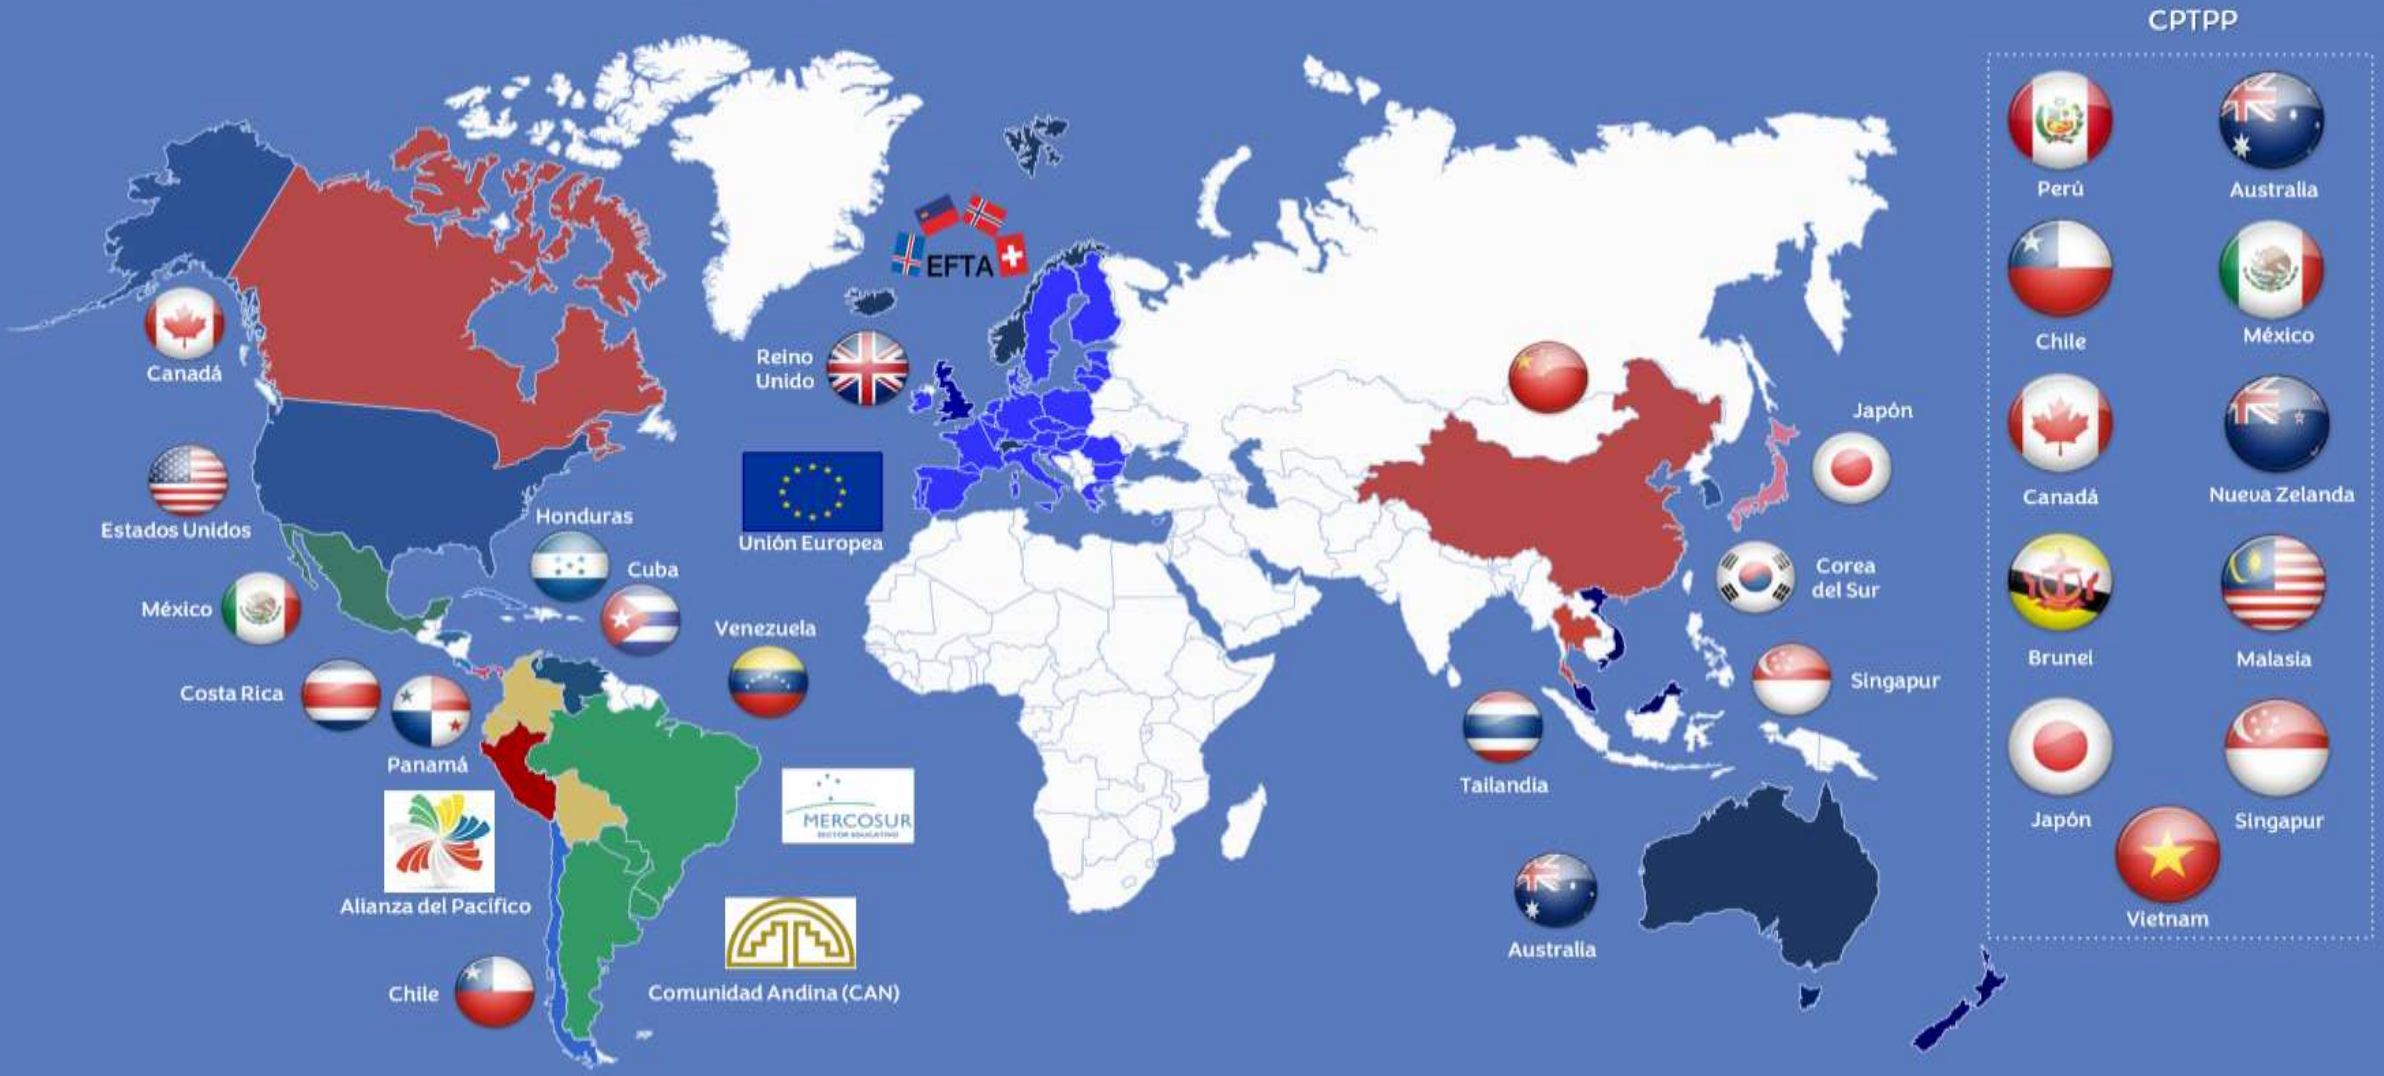 CPTPP
Perú
Australia
Chile
México
Canadá
Nueva Zelanda
Brunei
Malasia
Japón
Singapur
Vietnam
EFTA
Canadá
Reino
Unido
Japón
Estados Unidos
Honduras
Unión Europea
Cuba
Corea
del Sur
México
Venezuela
Singapur
Costa Rica
Panamá
Tailandia
MERCOSUR
SECTOR EDUCATIVO
Alianza del Pacífico
Australia
Chile
Comunidad Andina (CAN)